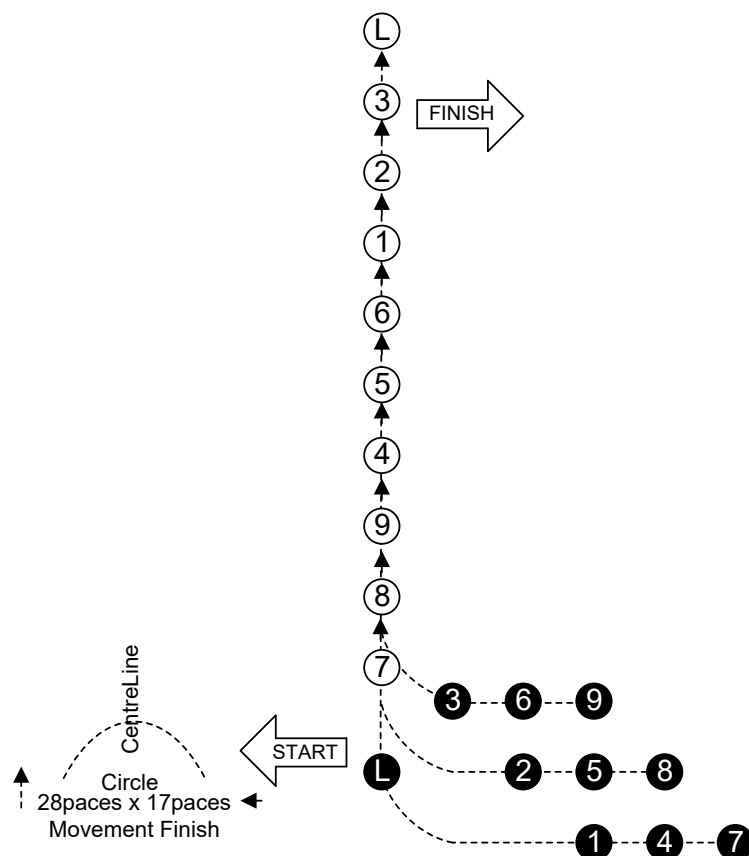 L
3
FINISH
2
1
6
5
4
9
8
7
3 6 9
CentreLine
START
L 2 5 8
Circle
28paces x 17paces
Movement Finish
1 4 7